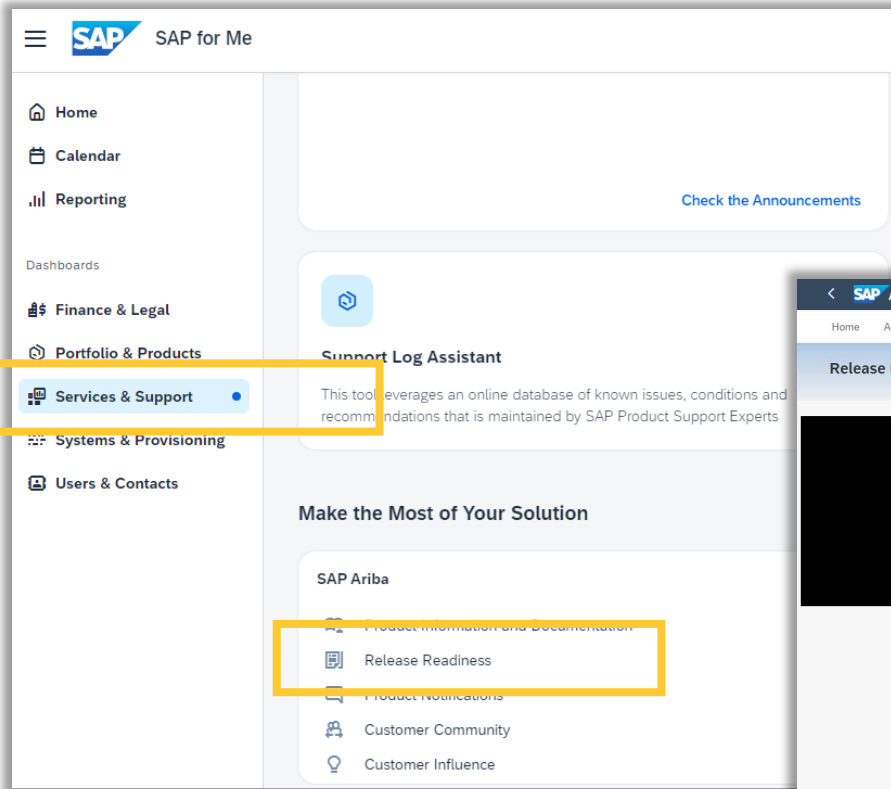 SAP SAP for Me
Home
Calendar
Reporting
Check the Announcements
Dashboards
Finance & Legal
Portfolio & Products
Services & Support
Systems & Provisioning
Users & Contacts
Support Log Assistant
This tool leverages an online database of known issues, conditions and
recommendations that is maintained by SAP Product Support Experts
Make the Most of Your Solution
SAP Ariba
Product Information and Documentation
Release Readiness
Product Notifications
Customer Community
Customer Influence
SAP
Home
Release